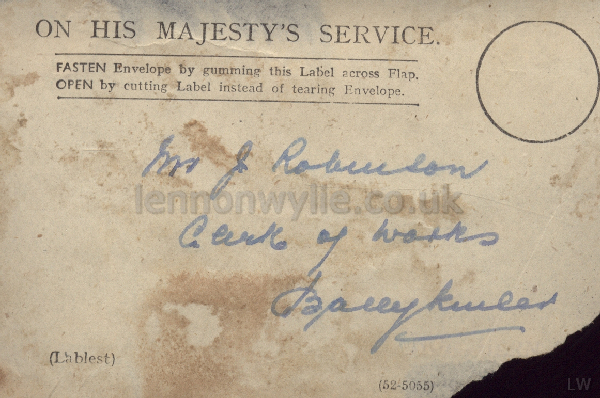 ON HIS MAJESTY'S SERVICE.
FASTEN Envelope by gumming this Label across Flap.
OPEN by cutting Label instead of tearing Envelope.
Mr J Robinson
lennonwylie.co.uk
Clerk of Works
Ballykinler
(Lablest)
(52-5055)
LW